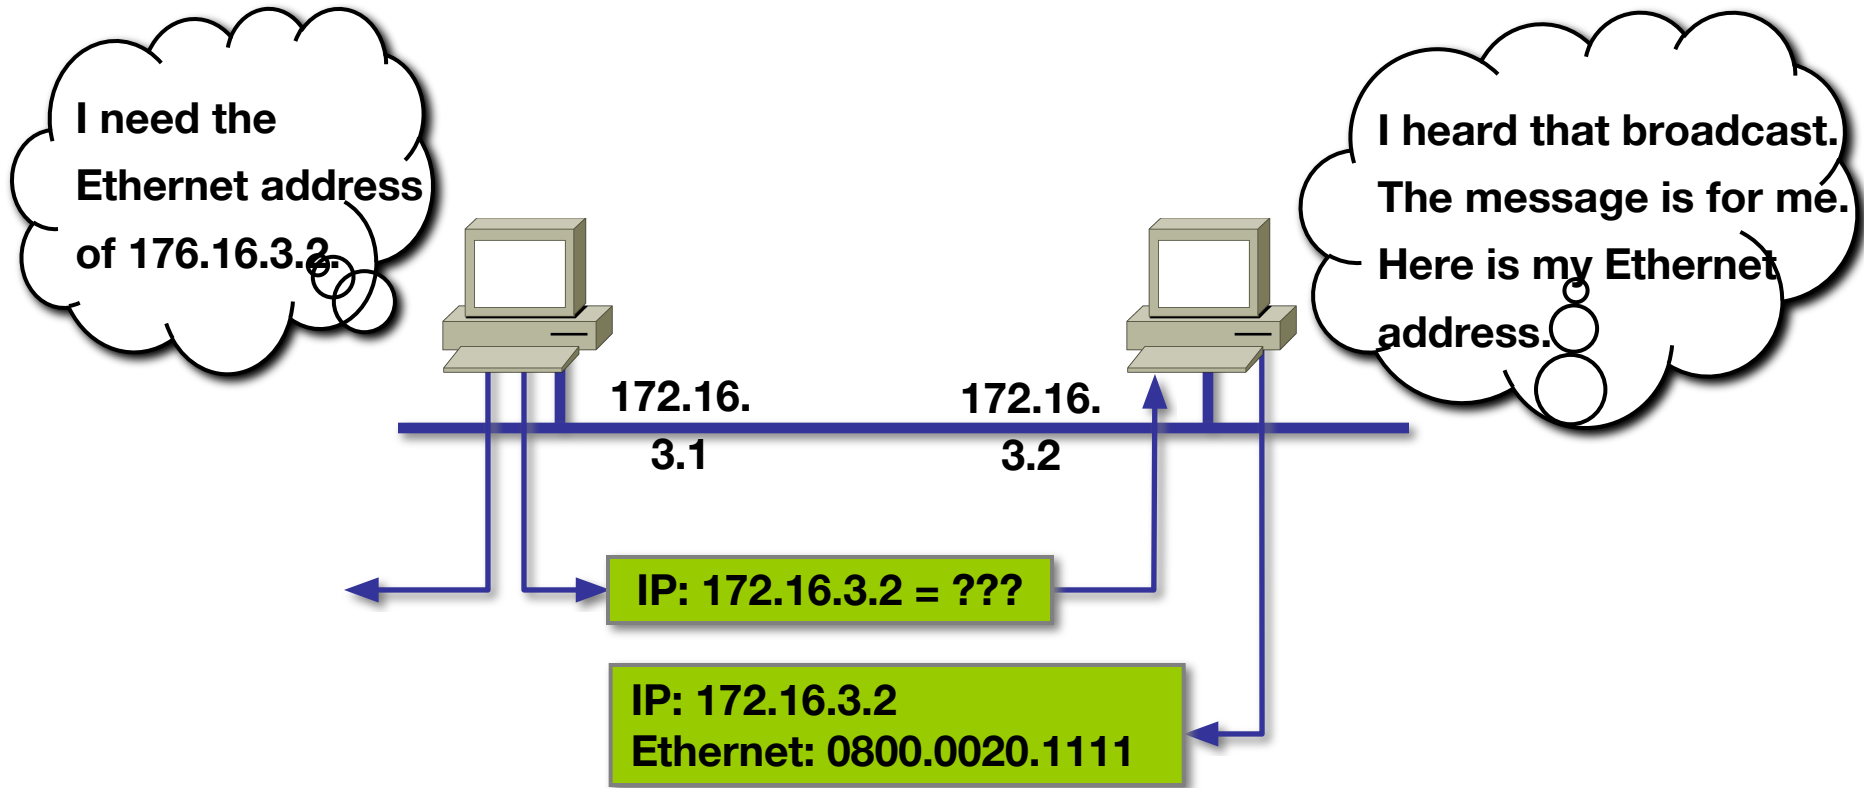 I need the
Ethernet address
of 176.16.3.2.
I heard that broadcast.
The message is for me.
Here is my Ethernet
address.
172.16.
3.1
172.16.
3.2
IP: 172.16.3.2 = ???
IP: 172.16.3.2
Ethernet: 0800.0020.1111